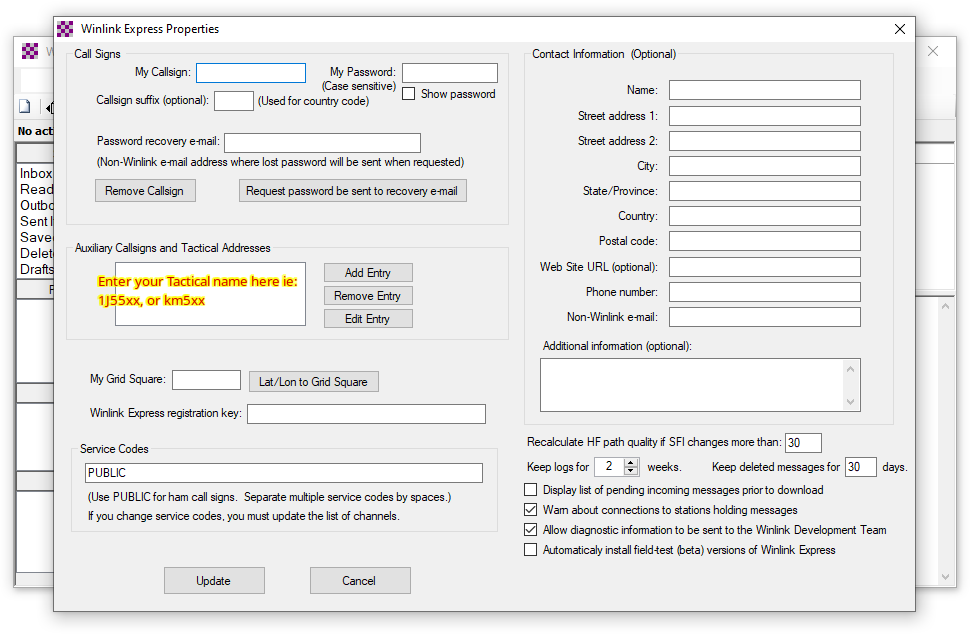 Winlink Express Properties
Call Signs
My Callsign:
My Password:
(Case sensitive)
Callsign suffix (optional):
(Used for country code)
Show password
Password recovery e-mail:
(Non-Winlink e-mail address where lost password will be sent when requested)
Remove Callsign
Request password be sent to recovery e-mail
Auxiliary Callsigns and Tactical Addresses
Enter your Tactical name here ie:
1J55xx, or km5xx
Add Entry
Remove Entry
Edit Entry
My Grid Square:
Lat/Lon to Grid Square
Winlink Express registration key:
Service Codes
PUBLIC
(Use PUBLIC for ham call signs. Separate multiple service codes by spaces.)
If you change service codes, you must update the list of channels.
Update
Cancel
Contact Information (Optional)
Name:
Street address 1:
Street address 2:
City:
State/Province:
Country:
Postal code:
Web Site URL (optional):
Phone number:
Non-Winlink e-mail:
Additional information (optional):
Recalculate HF path quality if SFI changes more than: 30
Keep logs for 2 weeks.
Keep deleted messages for 30 days.
Display list of pending incoming messages prior to download
Warn about connections to stations holding messages
Allow diagnostic information to be sent to the Winlink Development Team
Automaticaly install field-test (beta) versions of Winlink Express
No act
Inbox
Read
Outbo
Sent I
Save
Delet
Drafts